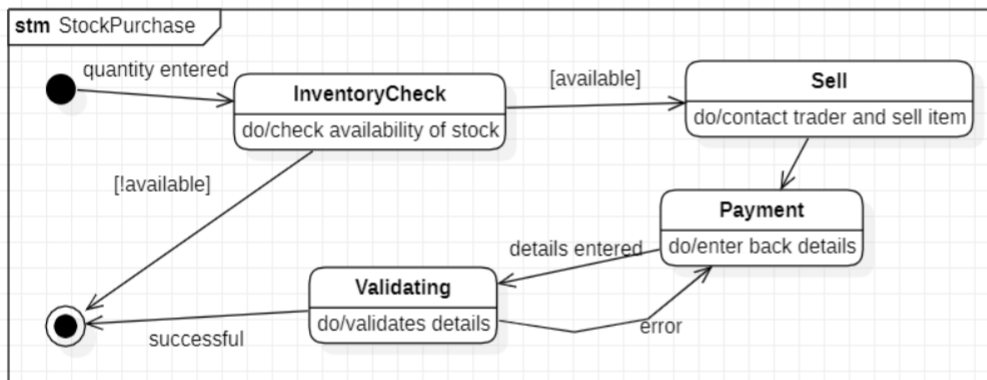 stm StockPurchase
quantity entered
InventoryCheck
do/check availability of stock
[available]
Sell
do/contact trader and sell item
[!available]
Payment
do/enter back details
details entered
Validating
do/validates details
error
successful